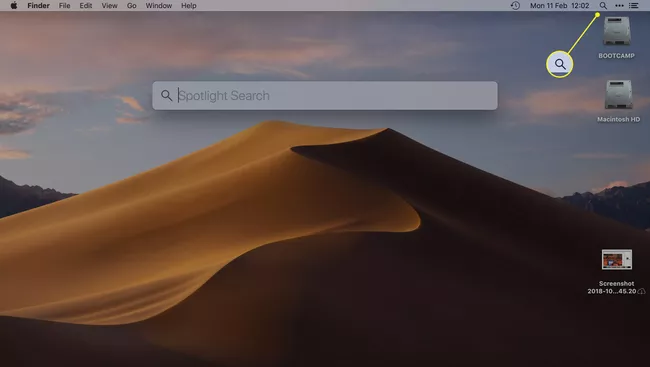 Finder File Edit View Go Window Help Mon 11 Feb 12:02
BOOTCAMP
Spotlight Search
Macintosh HD
Screenshot
2018-10...45.20